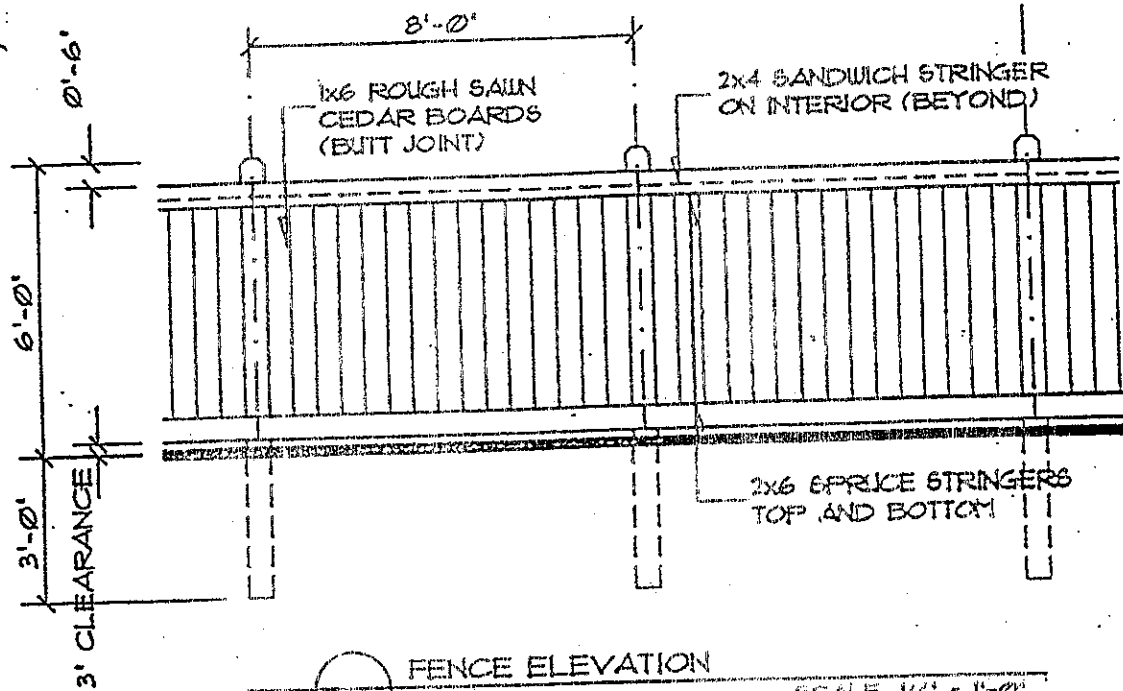 8'-0"
0'-6"
1x6 ROUGH SAWN
CEDAR BOARDS
(BUTT JOINT)
2x4 SANDWICH STRINGER
ON INTERIOR (BEYOND)
6'-0"
3'-0"
3' CLEARANCE
2x6 SPRUCE STRINGERS
TOP AND BOTTOM
FENCE ELEVATION
SCALE